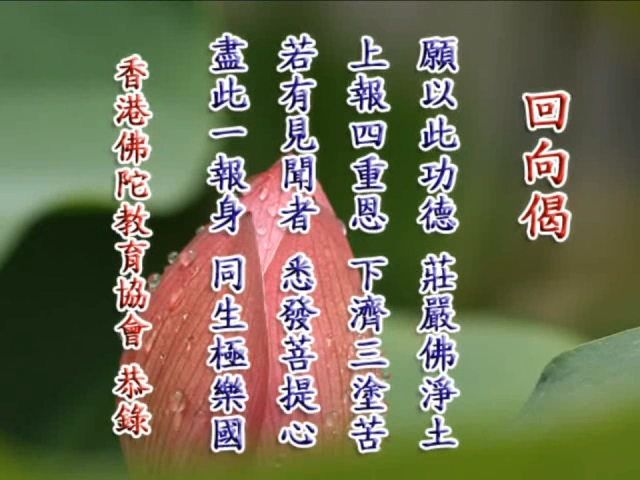 回向偈
願以此功德 莊嚴佛淨土
上報四重恩 下濟三塗苦
若有見聞者 悉發菩提心
盡此一報身 同生極樂國
香港佛陀教育協會 恭錄